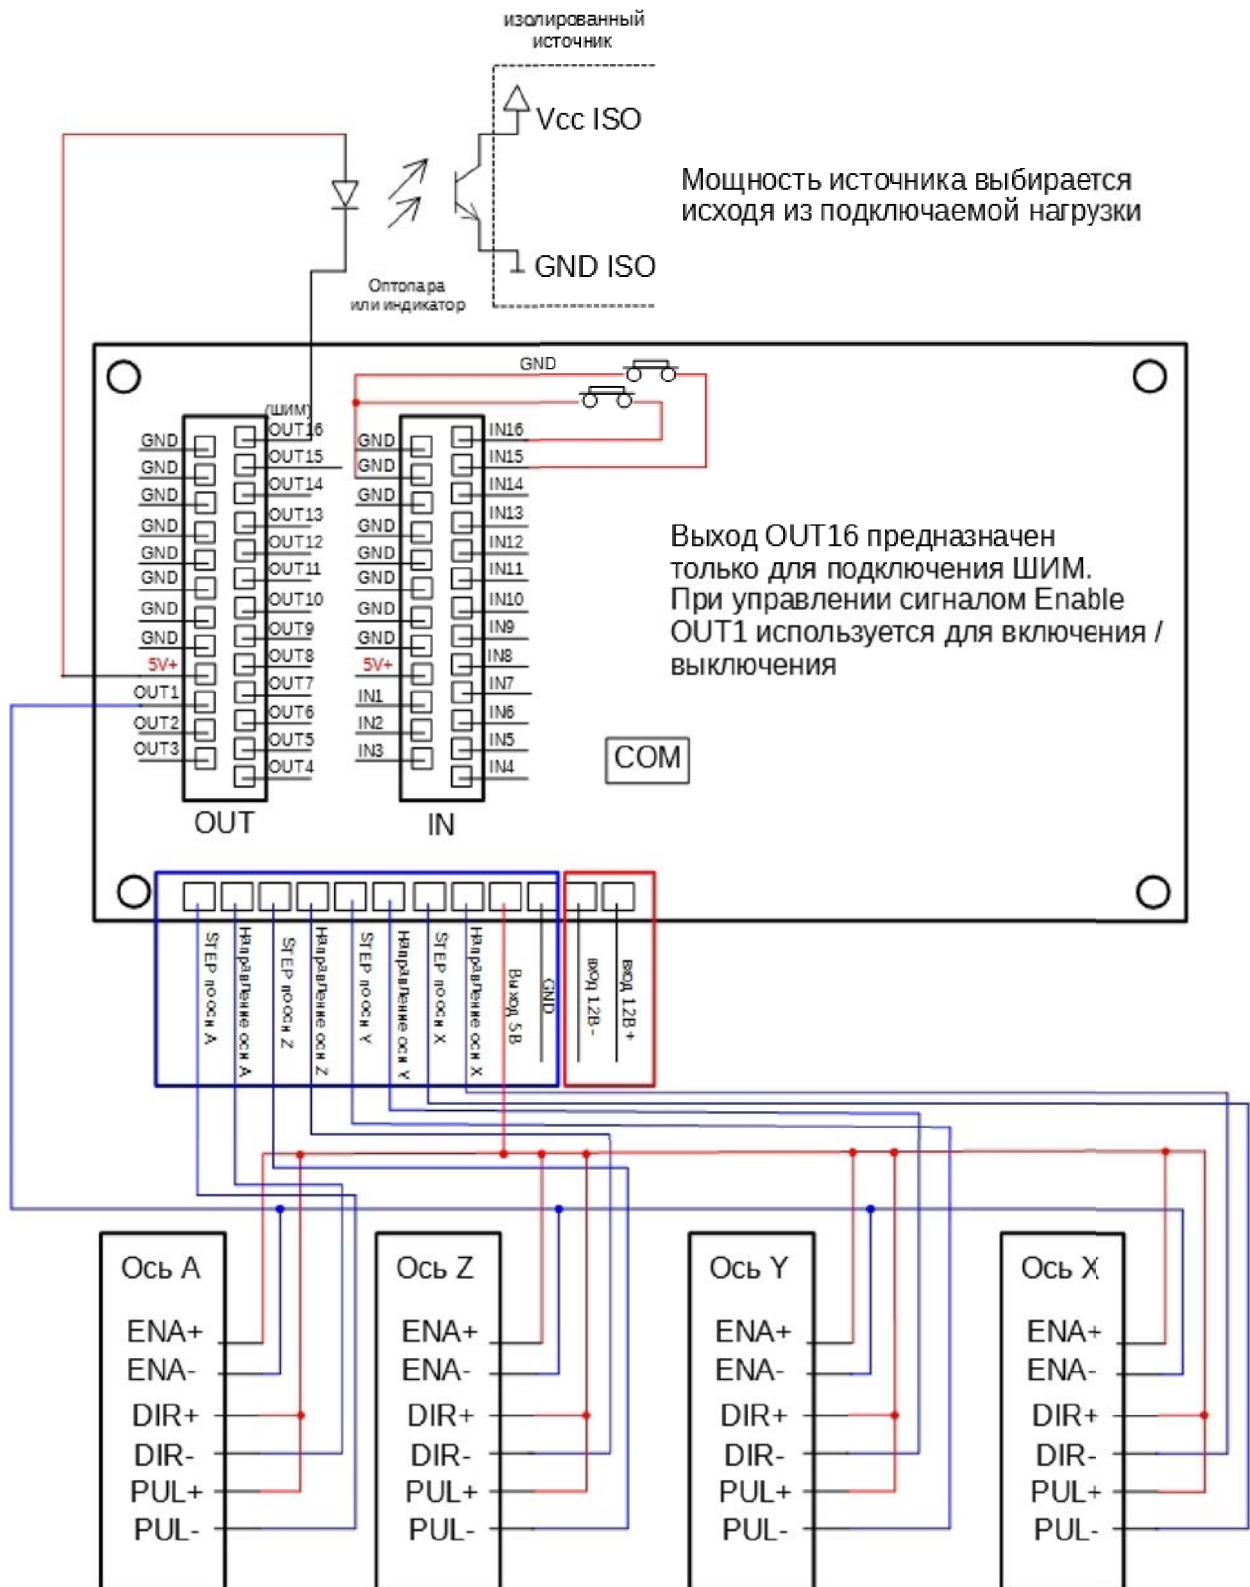 изолированный
источник
Vcc ISO
Мощность источника выбирается
исходя из подключаемой нагрузки
GND ISO
Оптопара
или индикатор
GND
(ШИМ)
GND
GND
GND
GND
GND
GND
GND
GND
5V+
OUT1
OUT2
OUT3
OUT16
OUT15
OUT14
OUT13
OUT12
OUT11
OUT10
OUT9
OUT8
OUT7
OUT6
OUT5
OUT4
OUT
GND
GND
GND
GND
GND
GND
GND
GND
5V+
IN1
IN2
IN3
IN16
IN15
IN14
IN13
IN12
IN11
IN10
IN9
IN8
IN7
IN6
IN5
IN4
IN
Выход OUT16 предназначен
только для подключения ШИМ.
При управлении сигналом Enable
OUT1 используется для включения /
выключения
COM
STEP по оси A
Направление оси A
STEP по оси Z
Направление оси Z
STEP по оси Y
Направление оси Y
STEP по оси X
Направление оси X
Выход 5В
GND
вход 12В-
вход 12В+
Ось A
ENA+
ENA-
DIR+
DIR-
PUL+
PUL-
Ось Z
ENA+
ENA-
DIR+
DIR-
PUL+
PUL-
Ось Y
ENA+
ENA-
DIR+
DIR-
PUL+
PUL-
Ось X
ENA+
ENA-
DIR+
DIR-
PUL+
PUL-